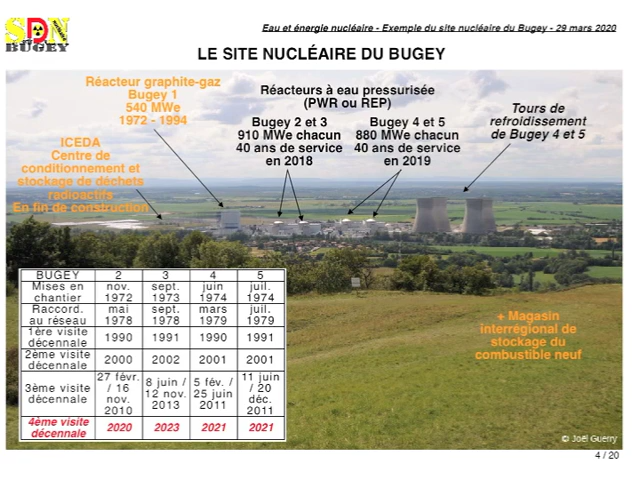 SDN
BUGEY
Eau et énergie nucléaire - Exemple du site nucléaire du Bugey - 29 mars 2020
LE SITE NUCLÉAIRE DU BUGEY
Réacteur graphite-gaz
Bugey 1
540 MWe
1972 - 1994
Réacteurs à eau pressurisée
(PWR ou REP)
Bugey 2 et 3
910 MWe chacun
40 ans de service
en 2018
Bugey 4 et 5
880 MWe chacun
40 ans de service
en 2019
Tours de
refroidissement
de Bugey 4 et 5
ICEDA
Centre de
conditionnement et
stockage de déchets
radioactifs
En fin de construction
BUGEY 2 3 4 5
Mises en chantier nov. 1972 sept. 1973 juin 1974 juil. 1974
Raccord. au réseau mai 1978 sept. 1978 mars 1979 juil. 1979
1ère visite décennale 1990 1991 1990 1991
2ème visite décennale 2000 2002 2001 2001
3ème visite décennale 27 févr. / 16 nov. 2010 8 juin / 12 nov. 2013 5 fév. / 25 juin 2011 11 juin / 20 déc. 2011
4ème visite décennale 2020 2023 2021 2021
+ Magasin
interrégional de
stockage du
combustible neuf
© Joël Guerry
4 / 20